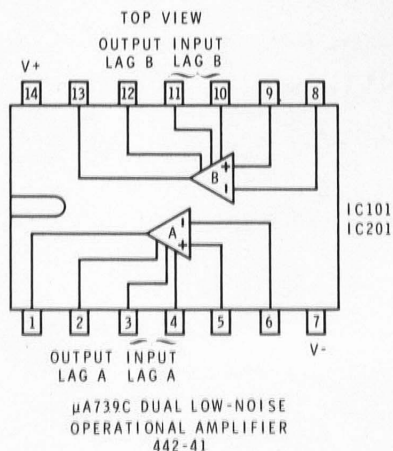 TOP VIEW
OUTPUT INPUT
V+ LAG B LAG B
14 13 12 11 10 9 8
B + -
IC101
A - +
IC201
1 2 3 4 5 6 7
OUTPUT INPUT V-
LAG A LAG A
µA739C DUAL LOW-NOISE
OPERATIONAL AMPLIFIER
442-41